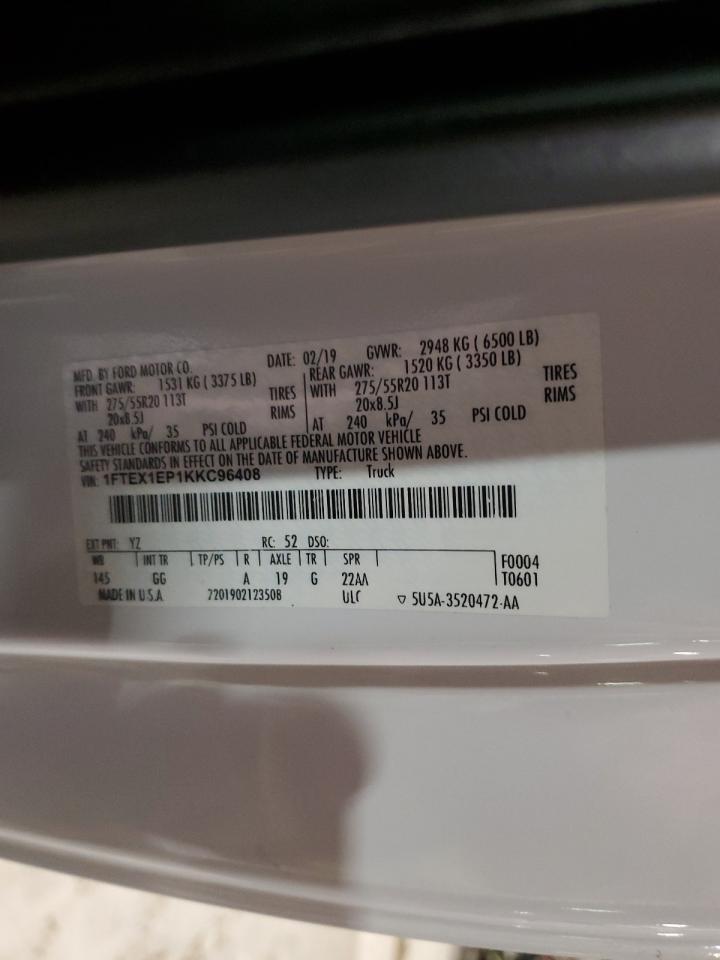 MFD. BY FORD MOTOR CO. DATE: 02/19 GVWR: 2948 KG ( 6500 LB)
FRONT GAWR: 1531 KG ( 3375 LB) REAR GAWR: 1520 KG ( 3350 LB)
WITH 275/55R20 113T TIRES WITH 275/55R20 113T TIRES
20x8.5J RIMS 20x8.5J RIMS
AT 240 kPa/ 35 PSI COLD AT 240 kPa/ 35 PSI COLD
THIS VEHICLE CONFORMS TO ALL APPLICABLE FEDERAL MOTOR VEHICLE
SAFETY STANDARDS IN EFFECT ON THE DATE OF MANUFACTURE SHOWN ABOVE.
VIN: 1FTEX1EP1KKC96408 TYPE: Truck
EXT PNT: YZ RC: 52 DSO:
WB INT TR TP/PS R AXLE TR SPR F0004
145 GG A 19 G 22AA T0601
MADE IN U.S.A. 7201902123508 ULC 5U5A-3520472-AA